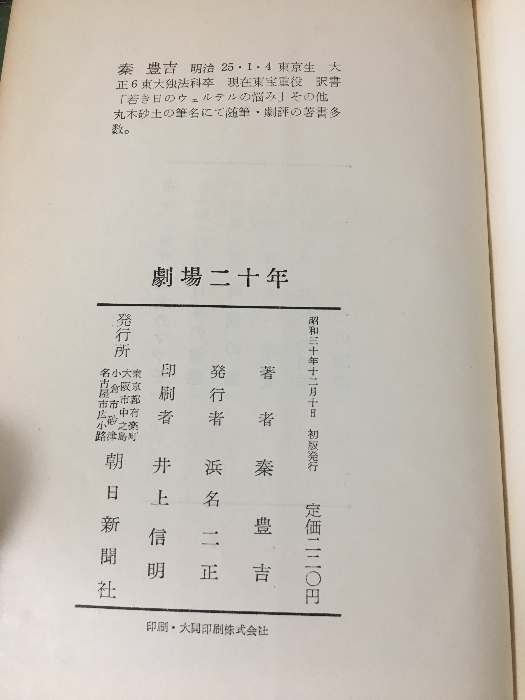 秦 豊吉 明治 25・1・4 東京生 大
正6東大独法科卒 現在東宝重役 訳書
「若き日のウェルテルの悩み」その他
丸木砂土の筆名にて随筆・劇評の著書多
数。
劇場二十年
昭和三十年十二月十日 初版発行
定価二二〇円
著者 秦豊吉
発行者 浜名二正
印刷者 井上信明
発行所
東京都有楽町
大阪市中之島
小倉市砂津
名古屋市広小路
朝日新聞社
印刷・大同印刷株式会社